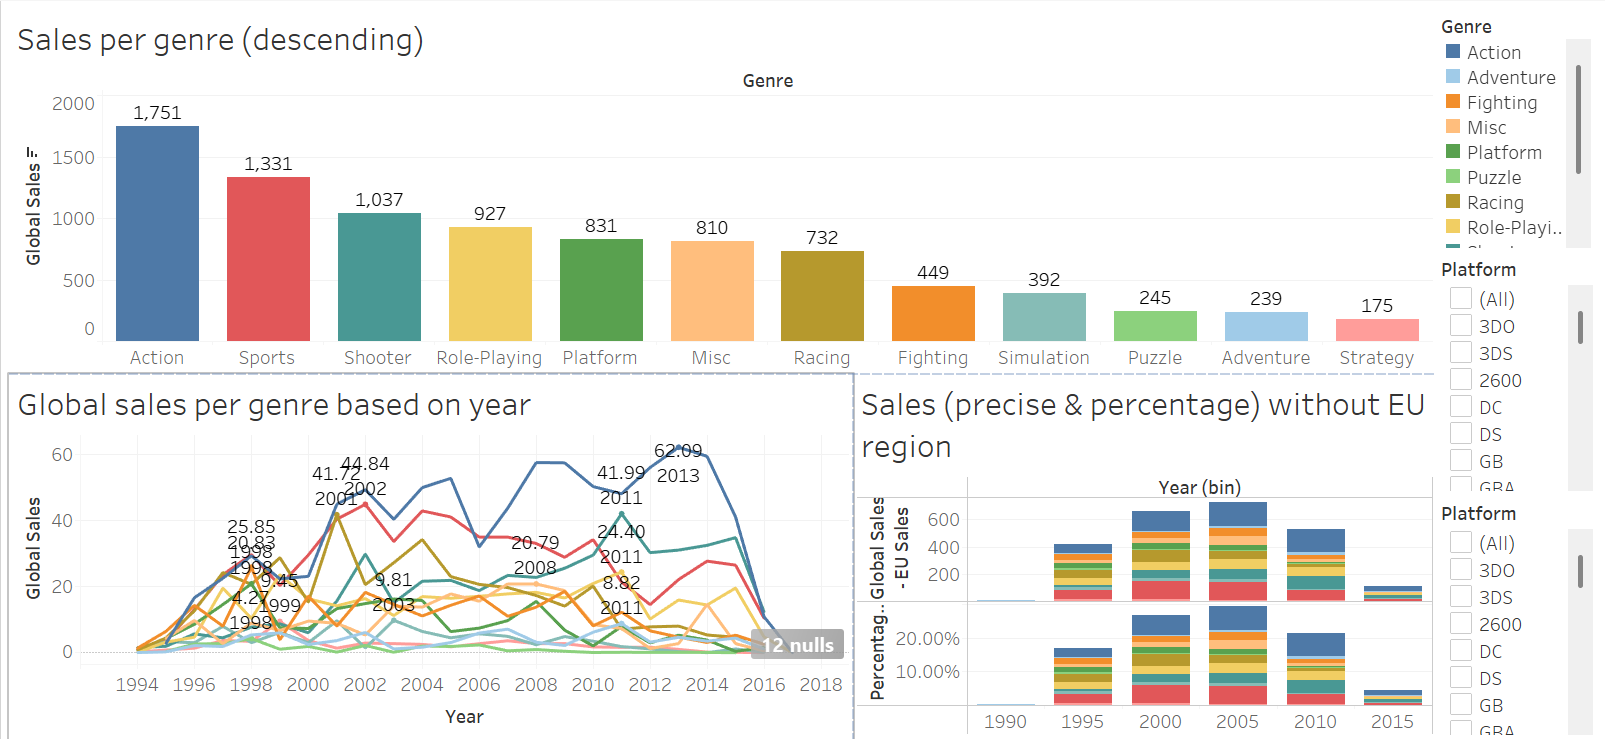 Sales per genre (descending)
Genre
Global Sales
2000
1500
1000
500
0
1,751
1,331
1,037
927
831
810
732
449
392
245
239
175
Action
Sports
Shooter
Role-Playing
Platform
Misc
Racing
Fighting
Simulation
Puzzle
Adventure
Strategy
Genre
Action
Adventure
Fighting
Misc
Platform
Puzzle
Racing
Role-Playi..
Platform
(All)
3DO
3DS
2600
DC
DS
GB
GBA
Platform
(All)
3DO
3DS
2600
DC
DS
GB
GBA
Global sales per genre based on year
Global Sales
60
40
20
0
25.85
20.83
1998
1998
4.27
1998
9.45
1999
41.72
2001
44.84
2002
9.81
2003
20.79
2008
41.99
2011
24.40
2011
8.82
2011
62.09
2013
12 nulls
1994
1996
1998
2000
2002
2004
2006
2008
2010
2012
2014
2016
2018
Year
Sales (precise & percentage) without EU
region
Year (bin)
Global Sales
- EU Sales
600
400
200
Percentag..
20.00%
10.00%
1990
1995
2000
2005
2010
2015